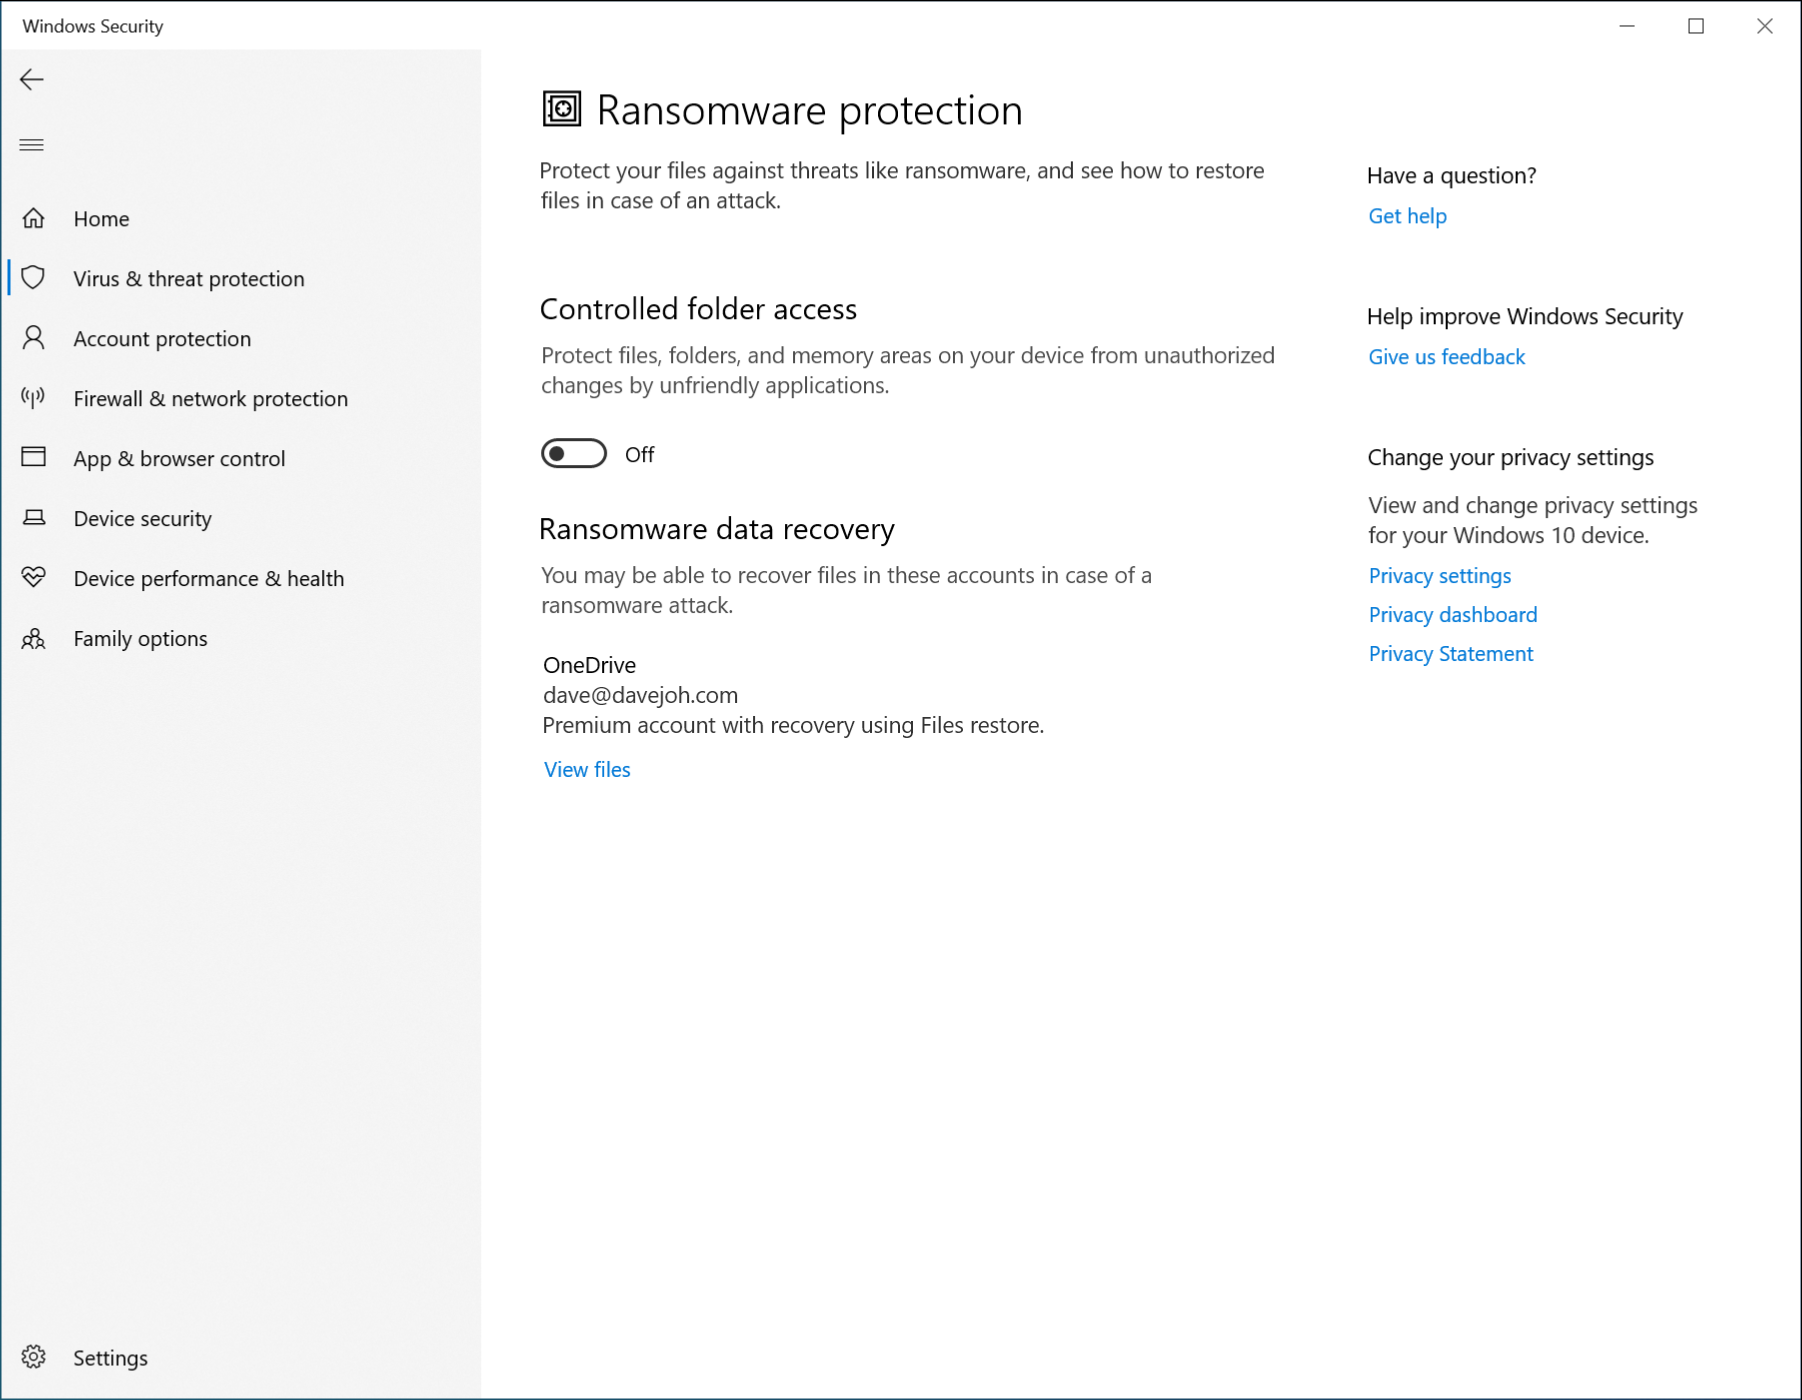 Windows Security
Home
Virus & threat protection
Account protection
Firewall & network protection
App & browser control
Device security
Device performance & health
Family options
Settings
Ransomware protection
Protect your files against threats like ransomware, and see how to restore
files in case of an attack.
Controlled folder access
Protect files, folders, and memory areas on your device from unauthorized
changes by unfriendly applications.
Off
Ransomware data recovery
You may be able to recover files in these accounts in case of a
ransomware attack.
OneDrive
dave@davejoh.com
Premium account with recovery using Files restore.
View files
Have a question?
Get help
Help improve Windows Security
Give us feedback
Change your privacy settings
View and change privacy settings
for your Windows 10 device.
Privacy settings
Privacy dashboard
Privacy Statement